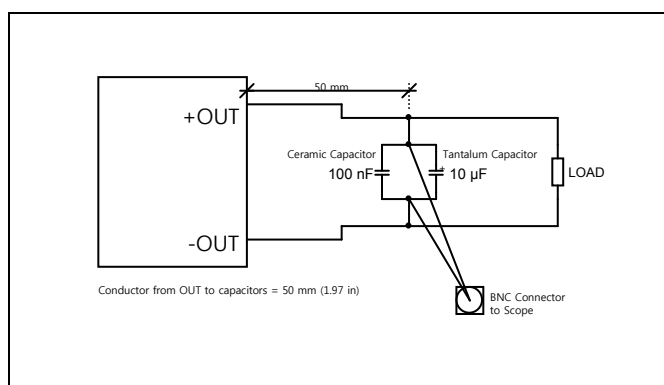 50 mm
+OUT
Ceramic Capacitor
100 nF
Tantalum Capacitor
+ 10 µF
LOAD
-OUT
Conductor from OUT to capacitors = 50 mm (1.97 in)
BNC Connector
to Scope